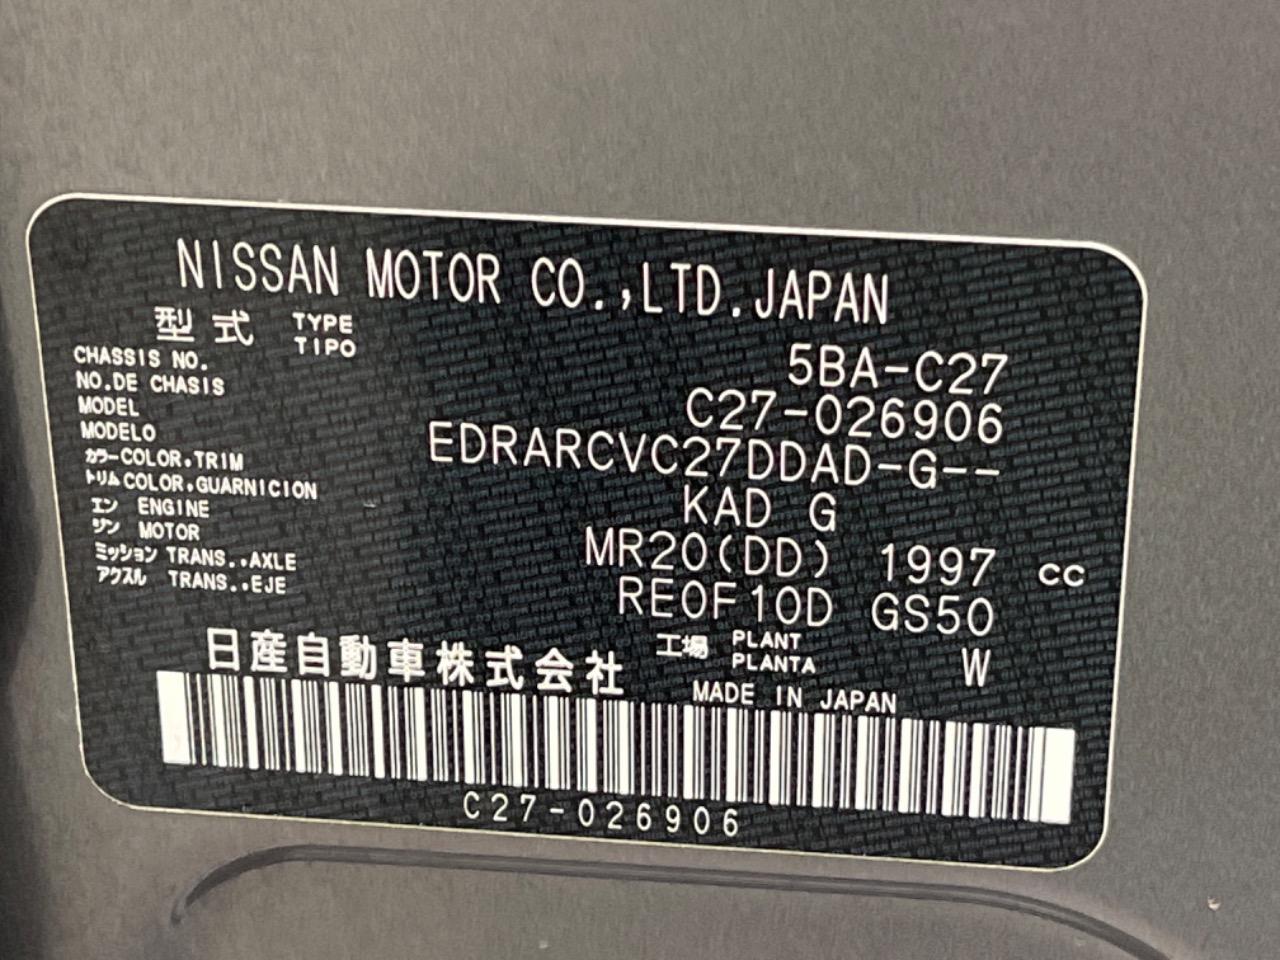 NISSAN MOTOR CO.,LTD.JAPAN
型式 TYPE TIPO 5BA-C27
CHASSIS NO. NO.DE CHASIS C27-026906
MODEL MODELO EDRARCVC27DDAD-G--
カラー COLOR.TRIM トリム COLOR.GUARNICION KAD G
エンジン ENGINE MOTOR MR20(DD) 1997 CC
ミッション TRANS..AXLE アクスル TRANS..EJE RE0F10D GS50
工場 PLANT PLANTA W
日産自動車株式会社 MADE IN JAPAN
C27-026906